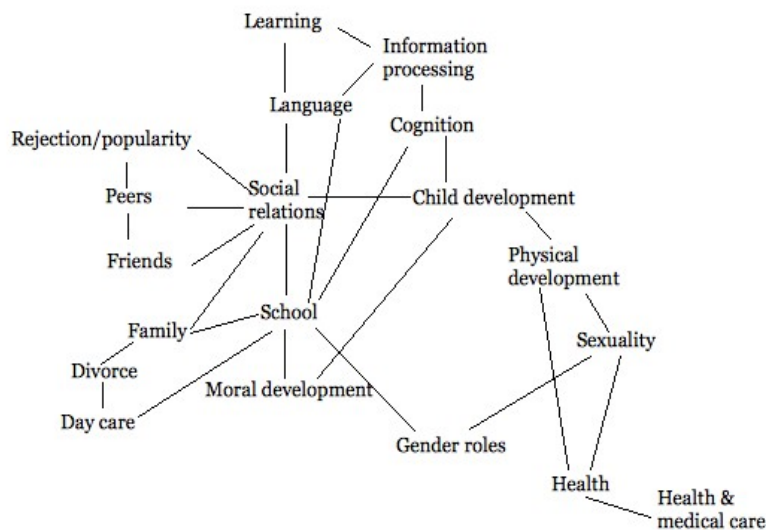 Learning
Information
processing
Language
Cognition
Rejection/popularity
Social
relations
Peers
Child development
Friends
Physical
development
School
Family
Sexuality
Divorce
Moral development
Day care
Gender roles
Health
Health &
medical care